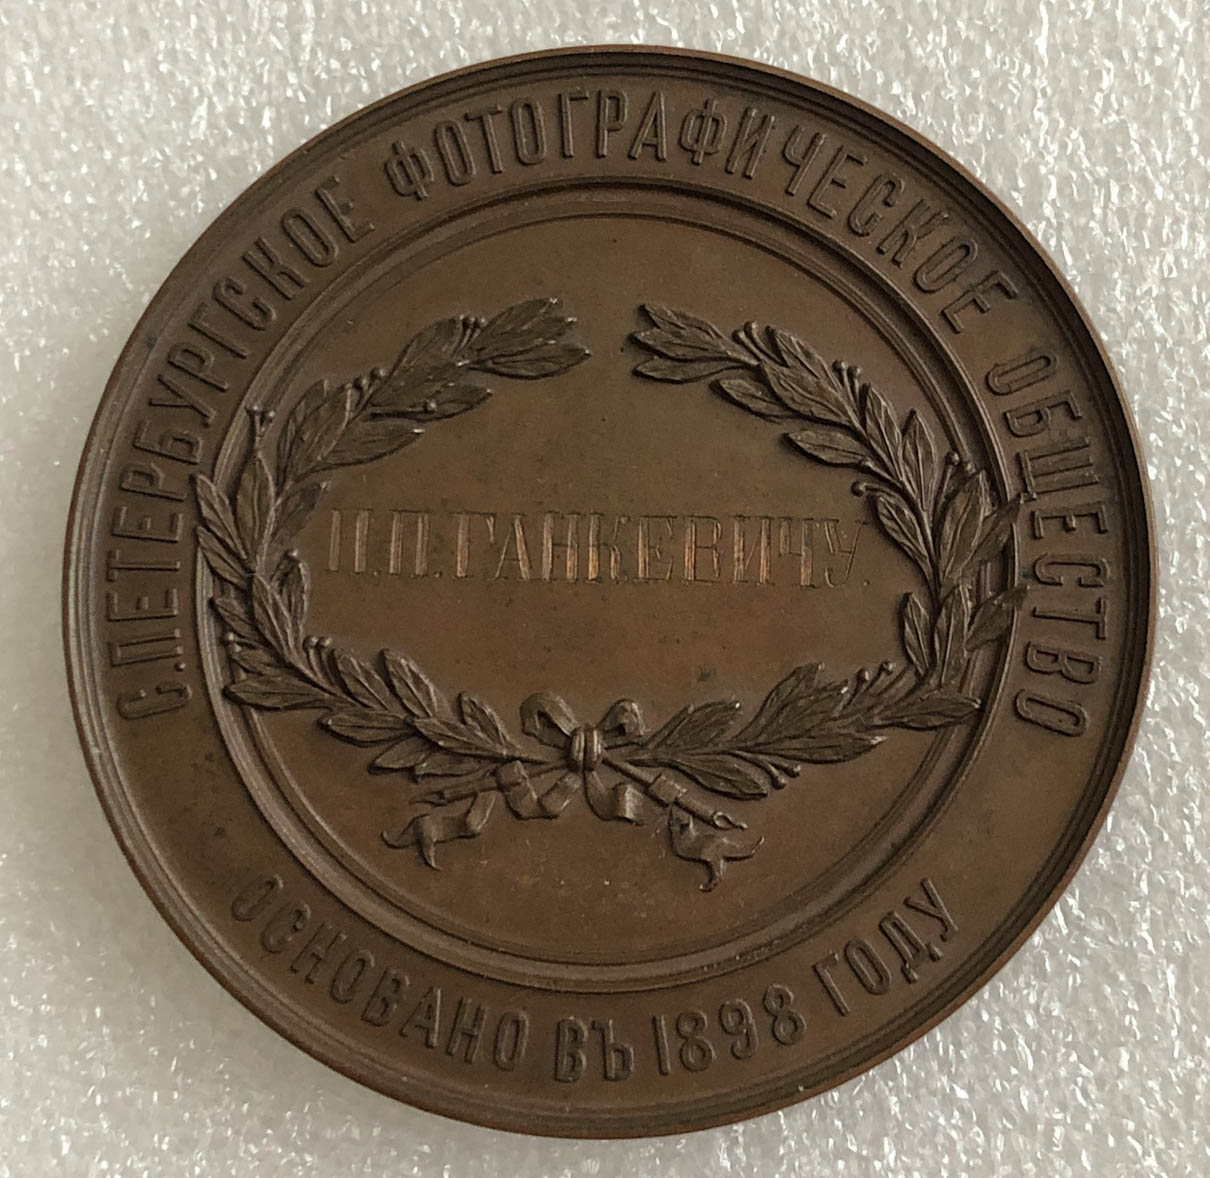 С.ПЕТЕРБУРГСКОЕ ФОТОГРАФИЧЕСКОЕ ОБЩЕСТВО
П.П.ГАНКЕВИЧУ.
ОСНОВАНО ВЪ 1898 ГОДУ